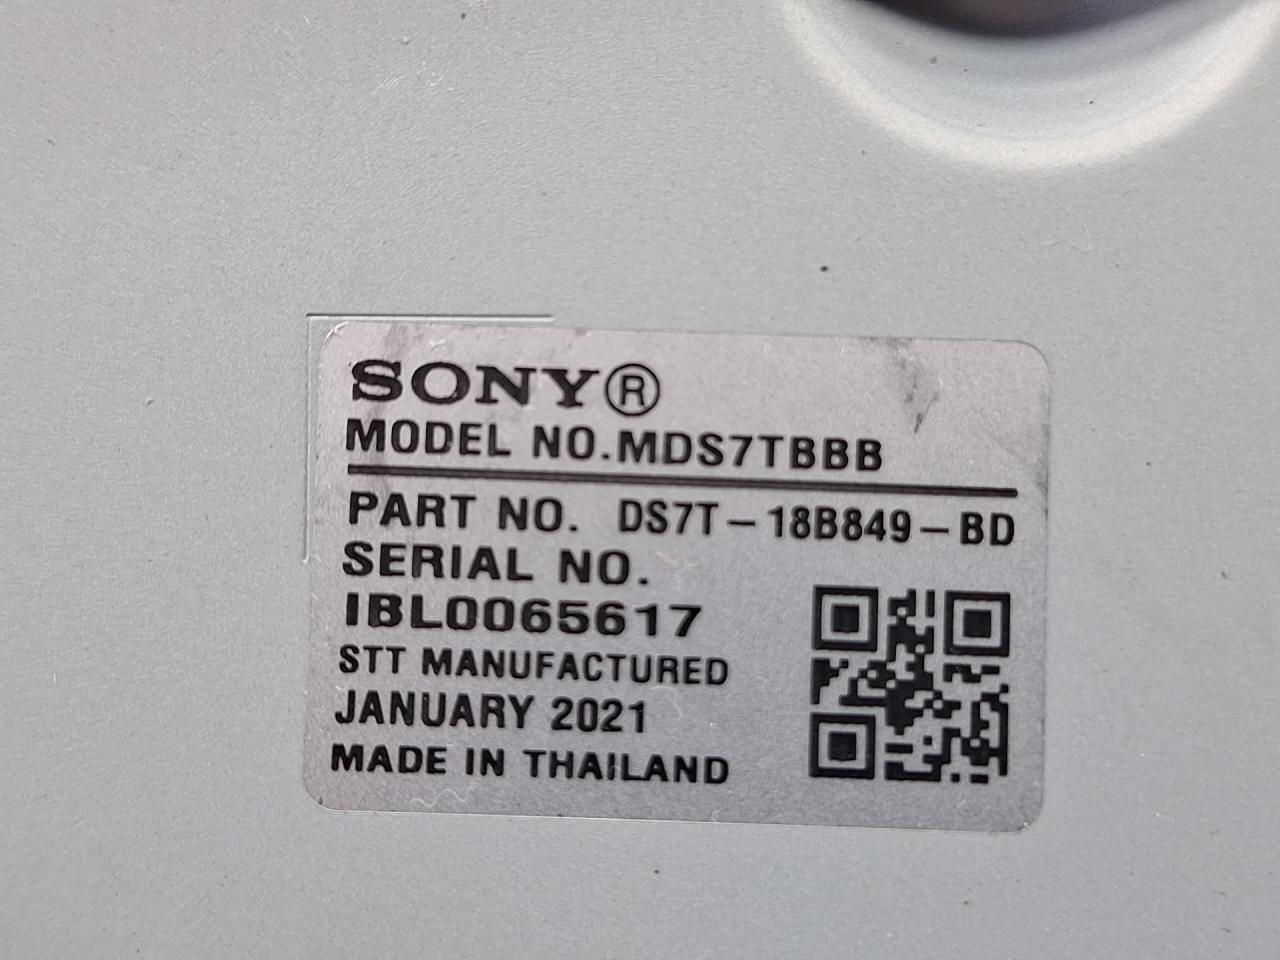 SONY®
MODEL NO.MDS7TBBB
PART NO. DS7T-18B849-BD
SERIAL NO.
IBL0065617
STT MANUFACTURED
JANUARY 2021
MADE IN THAILAND